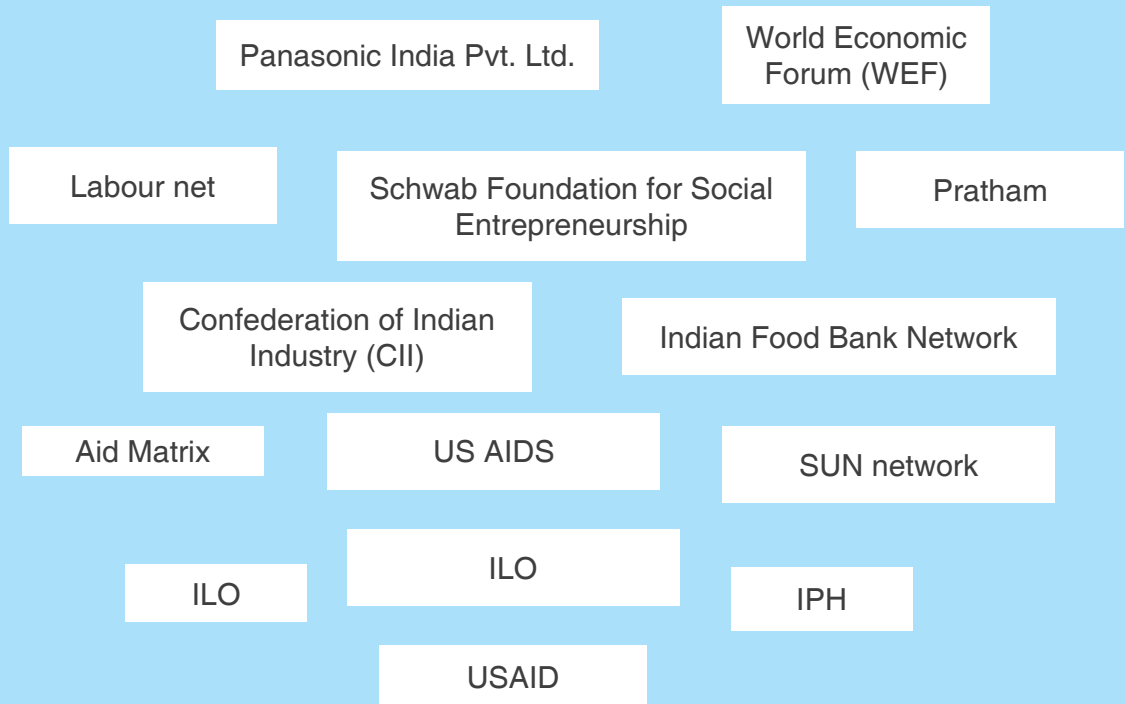 Panasonic India Pvt. Ltd.
World Economic
Forum (WEF)
Labour net
Schwab Foundation for Social
Entrepreneurship
Pratham
Confederation of Indian
Industry (CII)
Indian Food Bank Network
Aid Matrix
US AIDS
SUN network
ILO
ILO
IPH
USAID